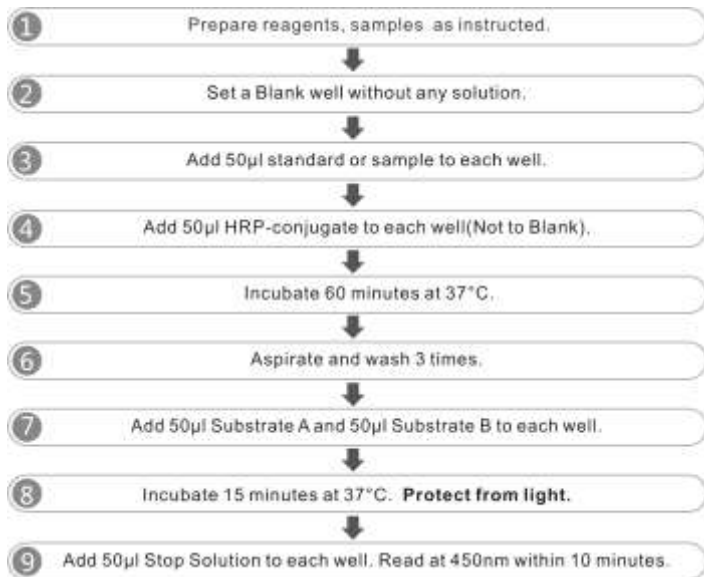 1 Prepare reagents, samples as instructed.
2 Set a Blank well without any solution.
3 Add 50μl standard or sample to each well.
4 Add 50μl HRP-conjugate to each well(Not to Blank).
5 Incubate 60 minutes at 37°C.
6 Aspirate and wash 3 times.
7 Add 50μl Substrate A and 50μl Substrate B to each well.
8 Incubate 15 minutes at 37°C. Protect from light.
9 Add 50μl Stop Solution to each well. Read at 450nm within 10 minutes.